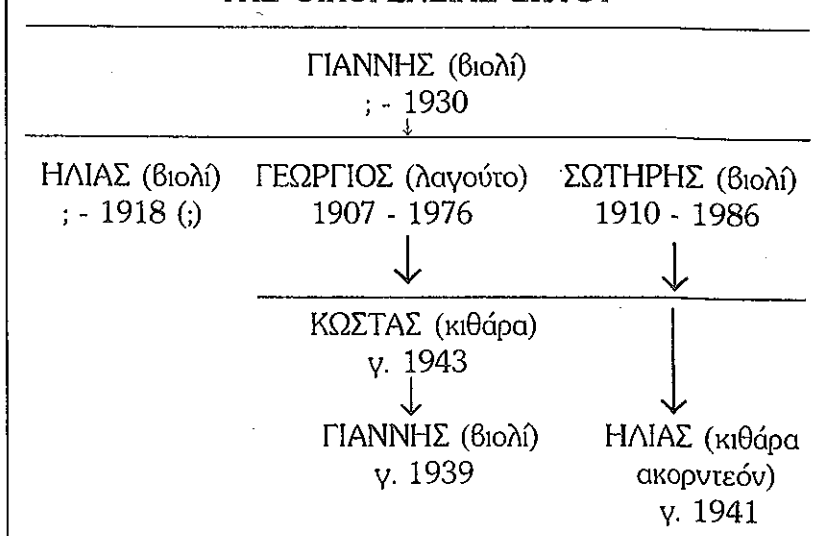 ΓΙΑΝΝΗΣ (βιολί)
; - 1930
ΗΛΙΑΣ (βιολί) ΓΕΩΡΓΙΟΣ (λαγούτο) ΣΩΤΗΡΗΣ (βιολί)
; - 1918 (;) 1907 - 1976 1910 - 1986
ΚΩΣΤΑΣ (κιθάρα)
γ. 1943
ΓΙΑΝΝΗΣ (βιολί) ΗΛΙΑΣ (κιθάρα
γ. 1939 ακορντεόν)
γ. 1941